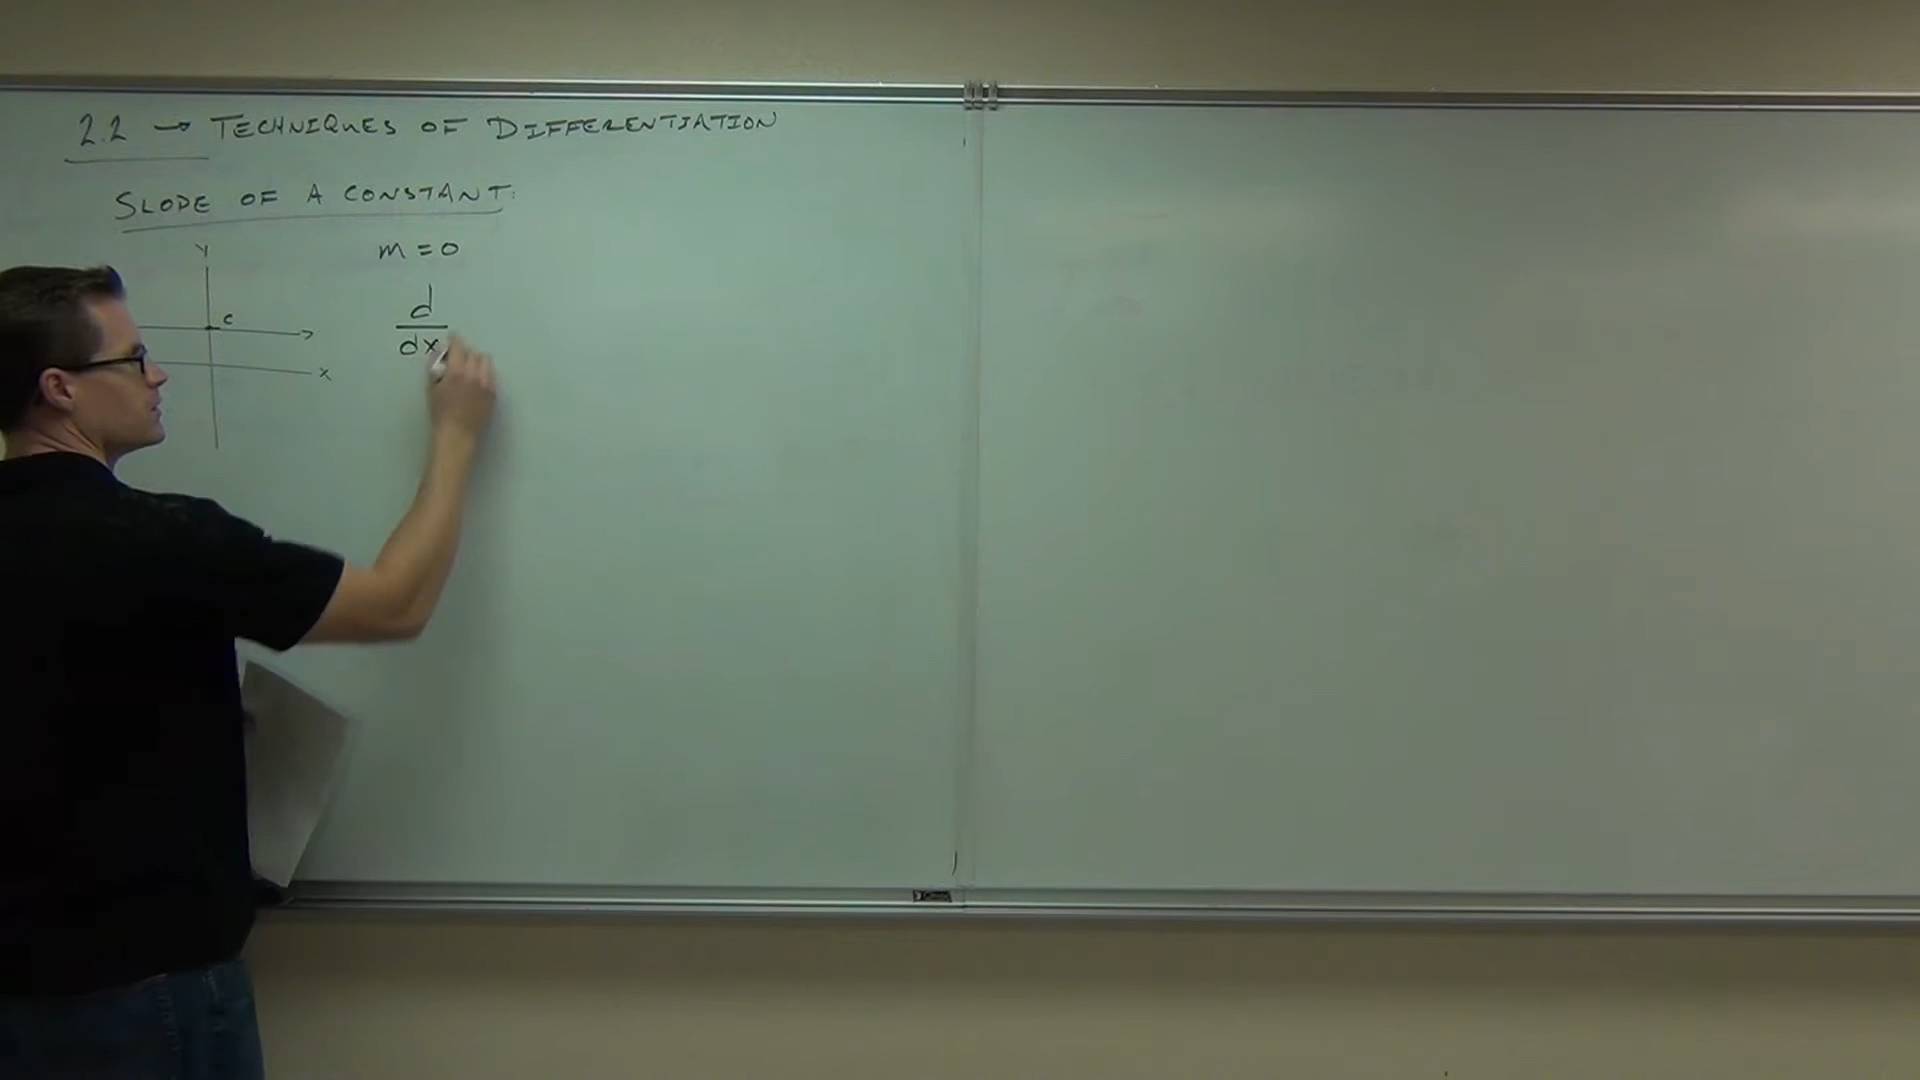 2.2 → TECHNIQUES OF DIFFERENTIATION
SLOPE OF A CONSTANT:
y
m = 0
c
d
dx
x